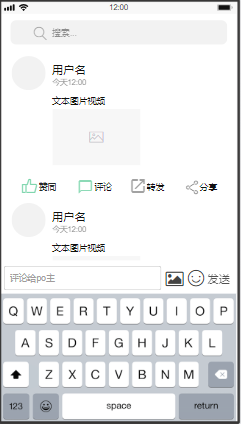 12:00
搜索...
用户名
今天12:00
文本图片视频
赞同 评论 转发 分享
用户名
今天12:00
文本图片视频
评论给po主 发送
Q W E R T Y U I O P
A S D F G H J K L
Z X C V B N M
123 space return